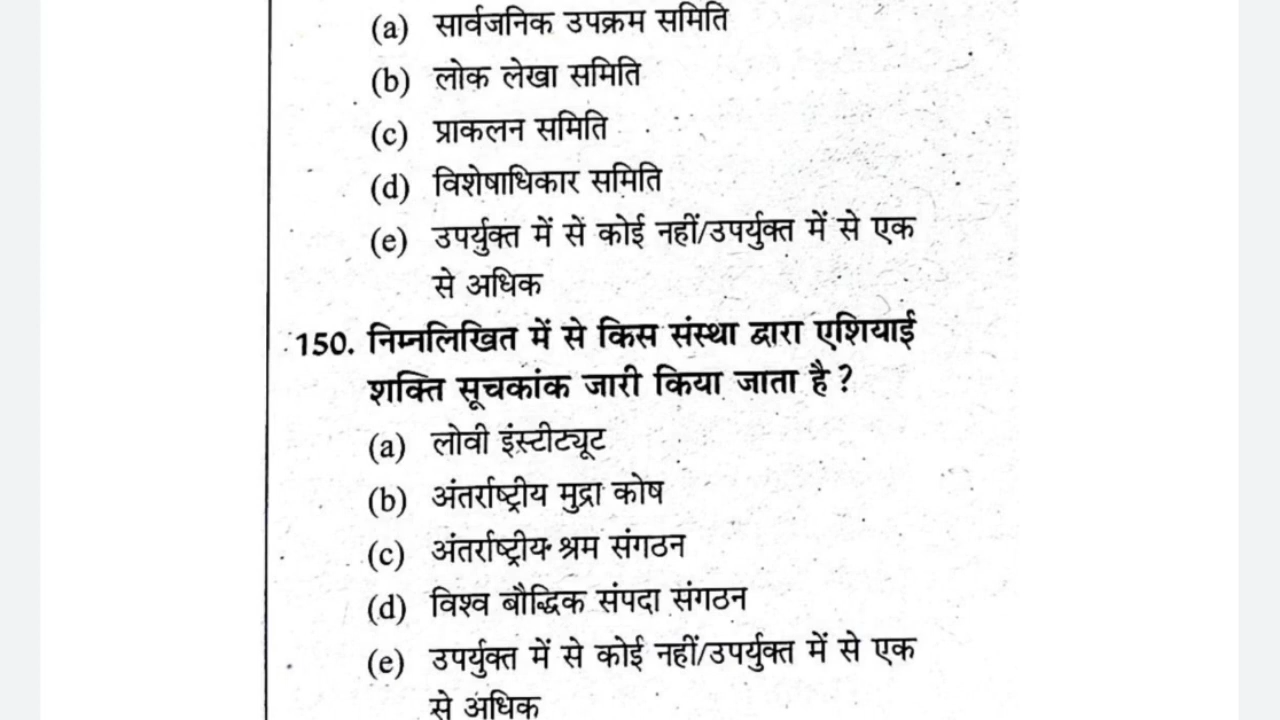 (a) सार्वजनिक उपक्रम समिति
(b) लोक लेखा समिति
(c) प्राकलन समिति
(d) विशेषाधिकार समिति
(e) उपर्युक्त में से कोई नहीं/उपर्युक्त में से एक
से अधिक
150. निम्नलिखित में से किस संस्था द्वारा एशियाई
शक्ति सूचकांक जारी किया जाता है ?
(a) लोवी इंस्टीट्यूट
(b) अंतर्राष्ट्रीय मुद्रा कोष
(c) अंतर्राष्ट्रीय श्रम संगठन
(d) विश्व बौद्धिक संपदा संगठन
(e) उपर्युक्त में से कोई नहीं/उपर्युक्त में से एक
से अधिक